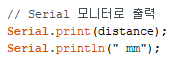 // Serial 모니터로 출력
Serial.print(distance);
Serial.println(" mm");